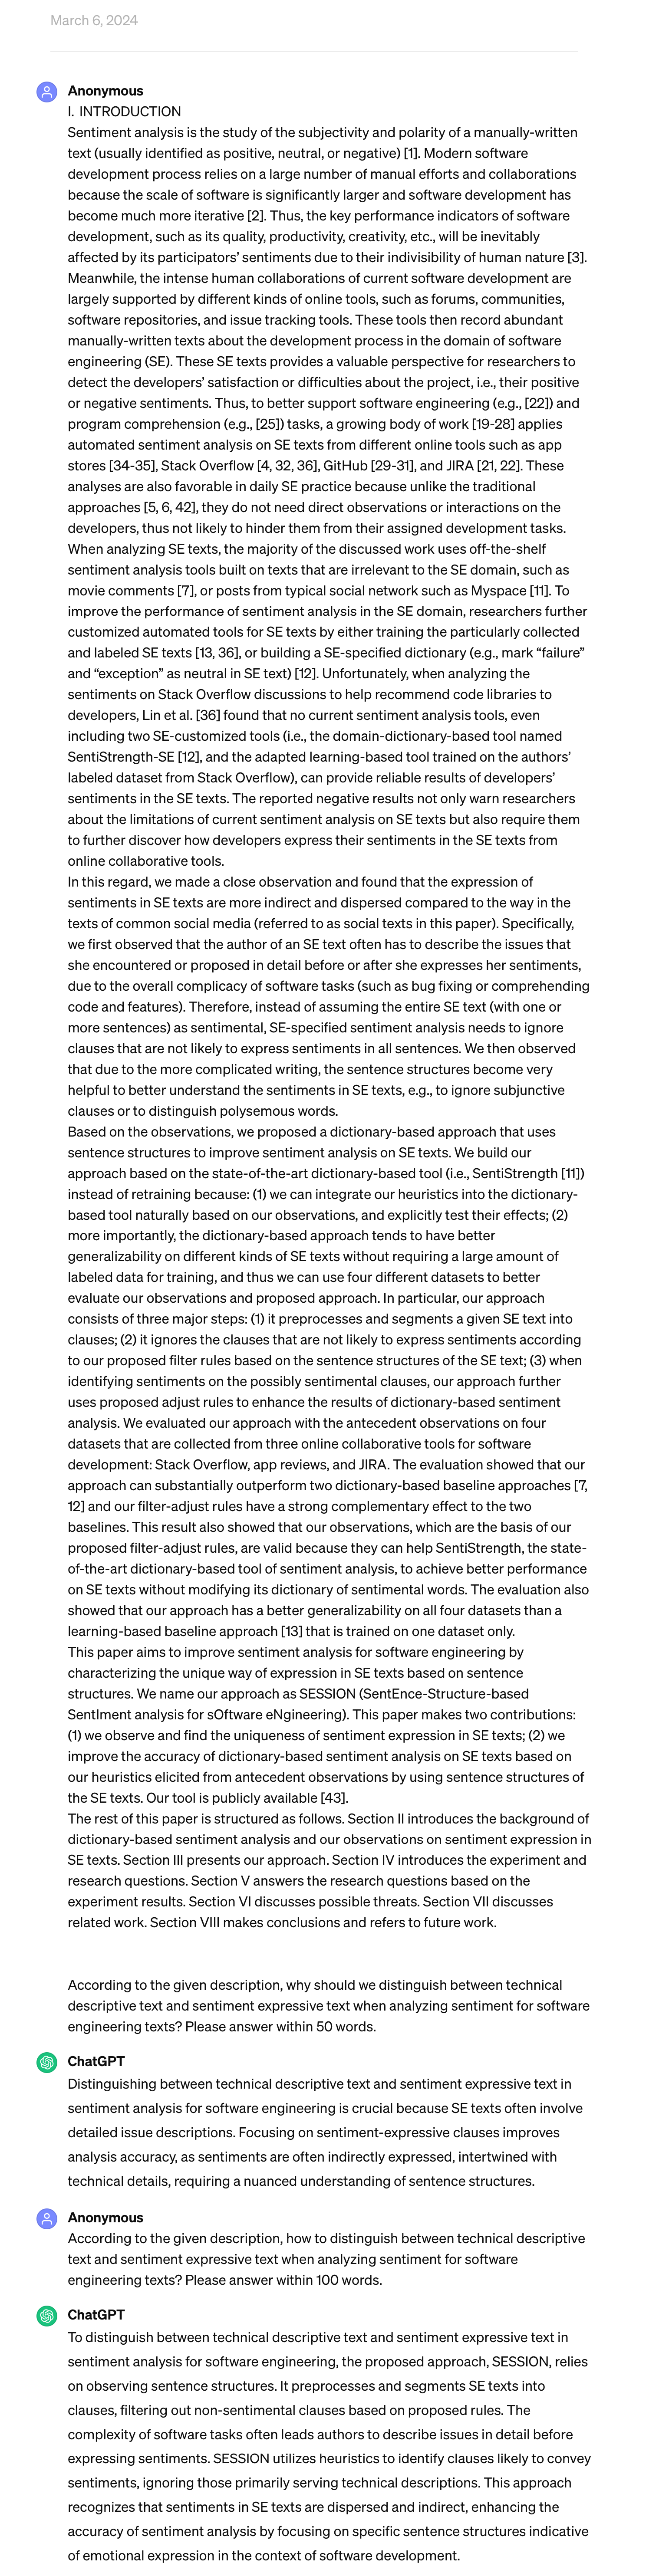 March 6, 2024
Anonymous
I. INTRODUCTION
Sentiment analysis is the study of the subjectivity and polarity of a manually-written
text (usually identified as positive, neutral, or negative) [1]. Modern software
development process relies on a large number of manual efforts and collaborations
because the scale of software is significantly larger and software development has
become much more iterative [2]. Thus, the key performance indicators of software
development, such as its quality, productivity, creativity, etc., will be inevitably
affected by its participators’ sentiments due to their indivisibility of human nature [3].
Meanwhile, the intense human collaborations of current software development are
largely supported by different kinds of online tools, such as forums, communities,
software repositories, and issue tracking tools. These tools then record abundant
manually-written texts about the development process in the domain of software
engineering (SE). These SE texts provides a valuable perspective for researchers to
detect the developers’ satisfaction or difficulties about the project, i.e., their positive
or negative sentiments. Thus, to better support software engineering (e.g., [22]) and
program comprehension (e.g., [25]) tasks, a growing body of work [19-28] applies
automated sentiment analysis on SE texts from different online tools such as app
stores [34-35], Stack Overflow [4, 32, 36], GitHub [29-31], and JIRA [21, 22]. These
analyses are also favorable in daily SE practice because unlike the traditional
approaches [5, 6, 42], they do not need direct observations or interactions on the
developers, thus not likely to hinder them from their assigned development tasks.
When analyzing SE texts, the majority of the discussed work uses off-the-shelf
sentiment analysis tools built on texts that are irrelevant to the SE domain, such as
movie comments [7], or posts from typical social network such as Myspace [11]. To
improve the performance of sentiment analysis in the SE domain, researchers further
customized automated tools for SE texts by either training the particularly collected
and labeled SE texts [13, 36], or building a SE-specified dictionary (e.g., mark “failure”
and “exception” as neutral in SE text) [12]. Unfortunately, when analyzing the
sentiments on Stack Overflow discussions to help recommend code libraries to
developers, Lin et al. [36] found that no current sentiment analysis tools, even
including two SE-customized tools (i.e., the domain-dictionary-based tool named
SentiStrength-SE [12], and the adapted learning-based tool trained on the authors’
labeled dataset from Stack Overflow), can provide reliable results of developers’
sentiments in the SE texts. The reported negative results not only warn researchers
about the limitations of current sentiment analysis on SE texts but also require them
to further discover how developers express their sentiments in the SE texts from
online collaborative tools.
In this regard, we made a close observation and found that the expression of
sentiments in SE texts are more indirect and dispersed compared to the way in the
texts of common social media (referred to as social texts in this paper). Specifically,
we first observed that the author of an SE text often has to describe the issues that
she encountered or proposed in detail before or after she expresses her sentiments,
due to the overall complicacy of software tasks (such as bug fixing or comprehending
code and features). Therefore, instead of assuming the entire SE text (with one or
more sentences) as sentimental, SE-specified sentiment analysis needs to ignore
clauses that are not likely to express sentiments in all sentences. We then observed
that due to the more complicated writing, the sentence structures become very
helpful to better understand the sentiments in SE texts, e.g., to ignore subjunctive
clauses or to distinguish polysemous words.
Based on the observations, we proposed a dictionary-based approach that uses
sentence structures to improve sentiment analysis on SE texts. We build our
approach based on the state-of-the-art dictionary-based tool (i.e., SentiStrength [11])
instead of retraining because: (1) we can integrate our heuristics into the dictionary-
based tool naturally based on our observations, and explicitly test their effects; (2)
more importantly, the dictionary-based approach tends to have better
generalizability on different kinds of SE texts without requiring a large amount of
labeled data for training, and thus we can use four different datasets to better
evaluate our observations and proposed approach. In particular, our approach
consists of three major steps: (1) it preprocesses and segments a given SE text into
clauses; (2) it ignores the clauses that are not likely to express sentiments according
to our proposed filter rules based on the sentence structures of the SE text; (3) when
identifying sentiments on the possibly sentimental clauses, our approach further
uses proposed adjust rules to enhance the results of dictionary-based sentiment
analysis. We evaluated our approach with the antecedent observations on four
datasets that are collected from three online collaborative tools for software
development: Stack Overflow, app reviews, and JIRA. The evaluation showed that our
approach can substantially outperform two dictionary-based baseline approaches [7,
12] and our filter-adjust rules have a strong complementary effect to the two
baselines. This result also showed that our observations, which are the basis of our
proposed filter-adjust rules, are valid because they can help SentiStrength, the state-
of-the-art dictionary-based tool of sentiment analysis, to achieve better performance
on SE texts without modifying its dictionary of sentimental words. The evaluation also
showed that our approach has a better generalizability on all four datasets than a
learning-based baseline approach [13] that is trained on one dataset only.
This paper aims to improve sentiment analysis for software engineering by
characterizing the unique way of expression in SE texts based on sentence
structures. We name our approach as SESSION (SentEnce-Structure-based
SentIment analysis for sOftware eNgineering). This paper makes two contributions:
(1) we observe and find the uniqueness of sentiment expression in SE texts; (2) we
improve the accuracy of dictionary-based sentiment analysis on SE texts based on
our heuristics elicited from antecedent observations by using sentence structures of
the SE texts. Our tool is publicly available [43].
The rest of this paper is structured as follows. Section II introduces the background of
dictionary-based sentiment analysis and our observations on sentiment expression in
SE texts. Section III presents our approach. Section IV introduces the experiment and
research questions. Section V answers the research questions based on the
experiment results. Section VI discusses possible threats. Section VII discusses
related work. Section VIII makes conclusions and refers to future work.
According to the given description, why should we distinguish between technical
descriptive text and sentiment expressive text when analyzing sentiment for software
engineering texts? Please answer within 50 words.
ChatGPT
Distinguishing between technical descriptive text and sentiment expressive text in
sentiment analysis for software engineering is crucial because SE texts often involve
detailed issue descriptions. Focusing on sentiment-expressive clauses improves
analysis accuracy, as sentiments are often indirectly expressed, intertwined with
technical details, requiring a nuanced understanding of sentence structures.
Anonymous
According to the given description, how to distinguish between technical descriptive
text and sentiment expressive text when analyzing sentiment for software
engineering texts? Please answer within 100 words.
ChatGPT
To distinguish between technical descriptive text and sentiment expressive text in
sentiment analysis for software engineering, the proposed approach, SESSION, relies
on observing sentence structures. It preprocesses and segments SE texts into
clauses, filtering out non-sentimental clauses based on proposed rules. The
complexity of software tasks often leads authors to describe issues in detail before
expressing sentiments. SESSION utilizes heuristics to identify clauses likely to convey
sentiments, ignoring those primarily serving technical descriptions. This approach
recognizes that sentiments in SE texts are dispersed and indirect, enhancing the
accuracy of sentiment analysis by focusing on specific sentence structures indicative
of emotional expression in the context of software development.